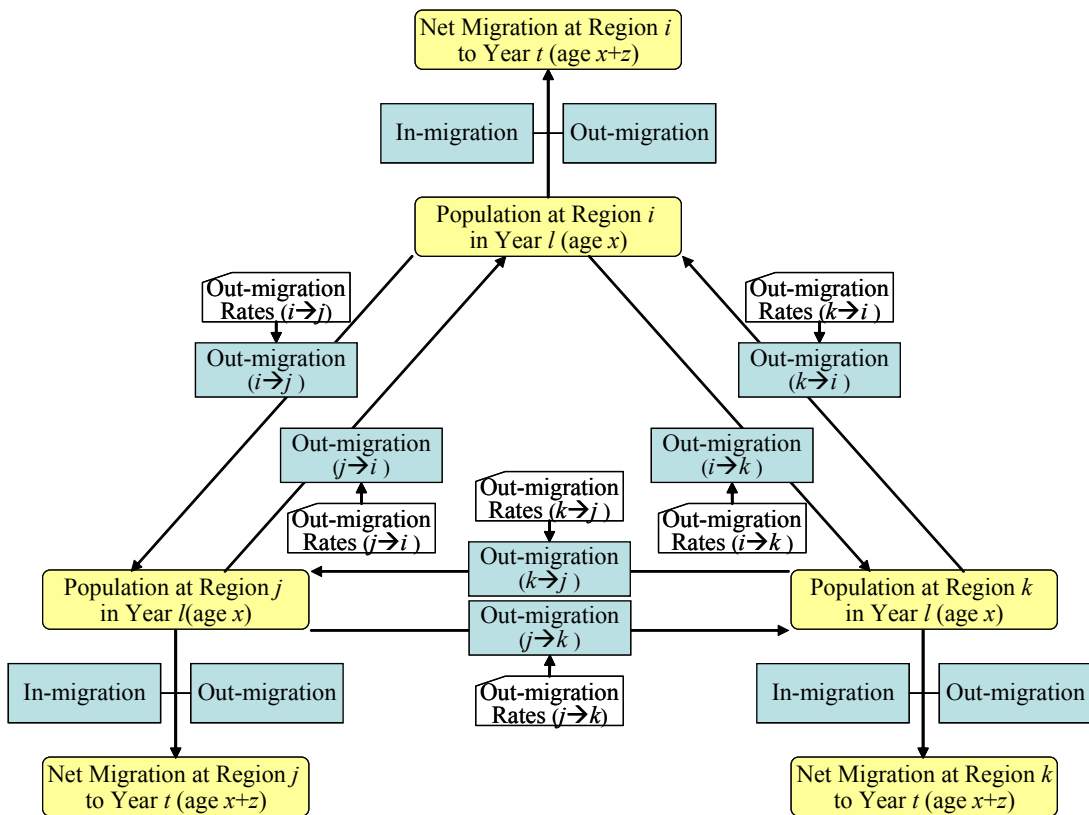 Net Migration at Region i
to Year t (age x+z)
In-migration
Out-migration
Population at Region i
in Year l (age x)
Out-migration
Rates (i→j)
Out-migration
(i→j )
Out-migration
Rates (k→i )
Out-migration
(k→i )
Out-migration
(j→i )
Out-migration
Rates (j→i )
Out-migration
(i→k )
Out-migration
Rates (i→k )
Out-migration
Rates (k→j )
Out-migration
(k→j )
Population at Region j
in Year l(age x)
Population at Region k
in Year l (age x)
Out-migration
(j→k )
Out-migration
Rates (j→k)
In-migration
Out-migration
In-migration
Out-migration
Net Migration at Region j
to Year t (age x+z)
Net Migration at Region k
to Year t (age x+z)